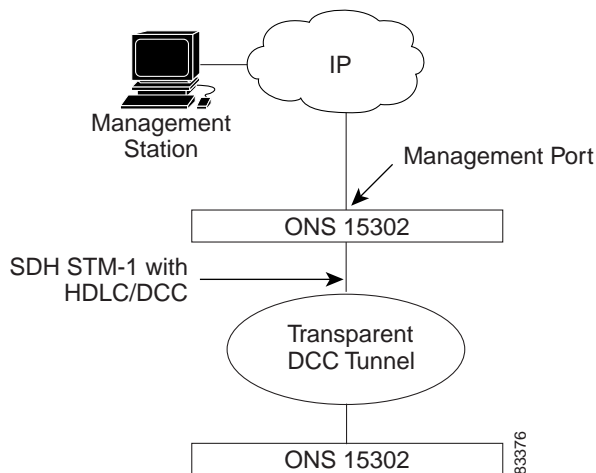 IP
Management
Station
Management Port
ONS 15302
SDH STM-1 with
HDLC/DCC
Transparent
DCC Tunnel
ONS 15302
83376